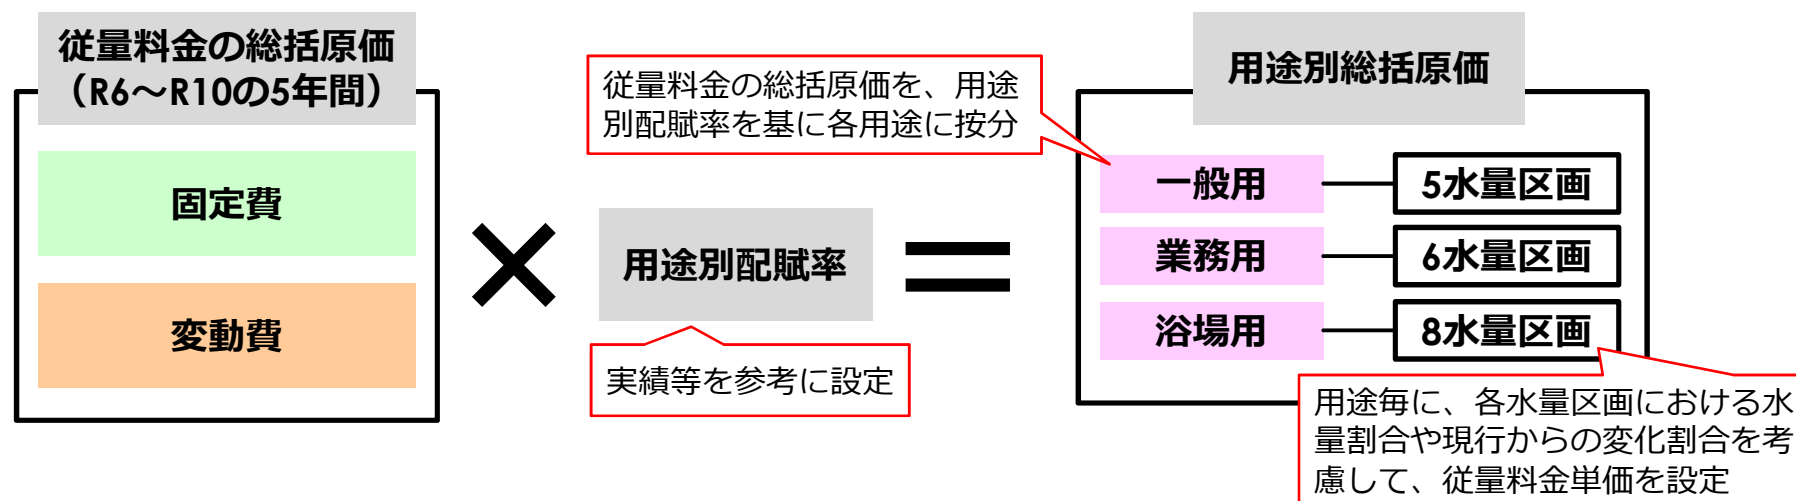 従量料金の総括原価
（R6～R10の5年間）
固定費
変動費
×
用途別配賦率
実績等を参考に設定
＝
従量料金の総括原価を、用途
別配賦率を基に各用途に按分
用途別総括原価
一般用
5水量区画
業務用
6水量区画
浴場用
8水量区画
用途毎に、各水量区画における水
量割合や現行からの変化割合を考
慮して、従量料金単価を設定